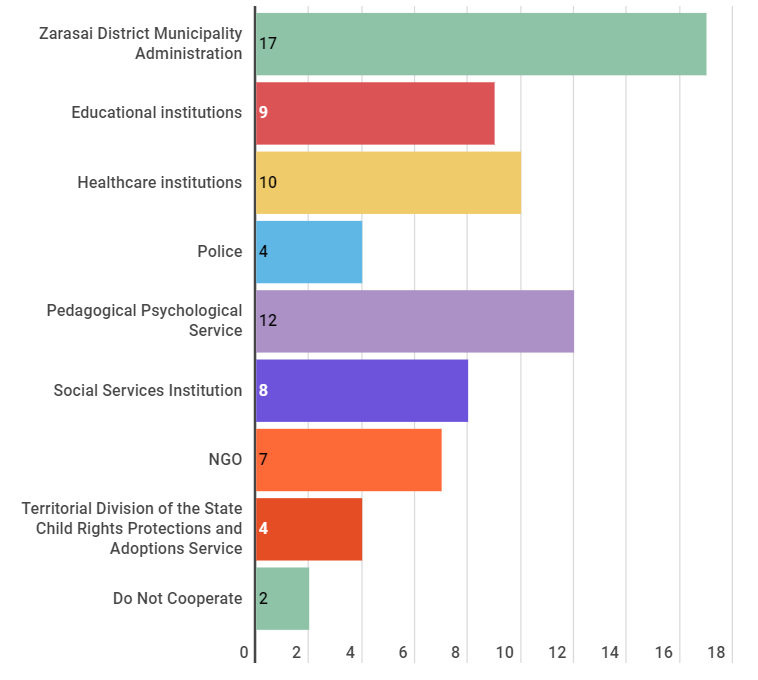 Zarasai District Municipality
Administration
17
Educational institutions
9
Healthcare institutions
10
Police
4
Pedagogical Psychological
Service
12
Social Services Institution
8
NGO
7
Territorial Division of the State
Child Rights Protections and
Adoptions Service
4
Do Not Cooperate
2
0 2 4 6 8 10 12 14 16 18